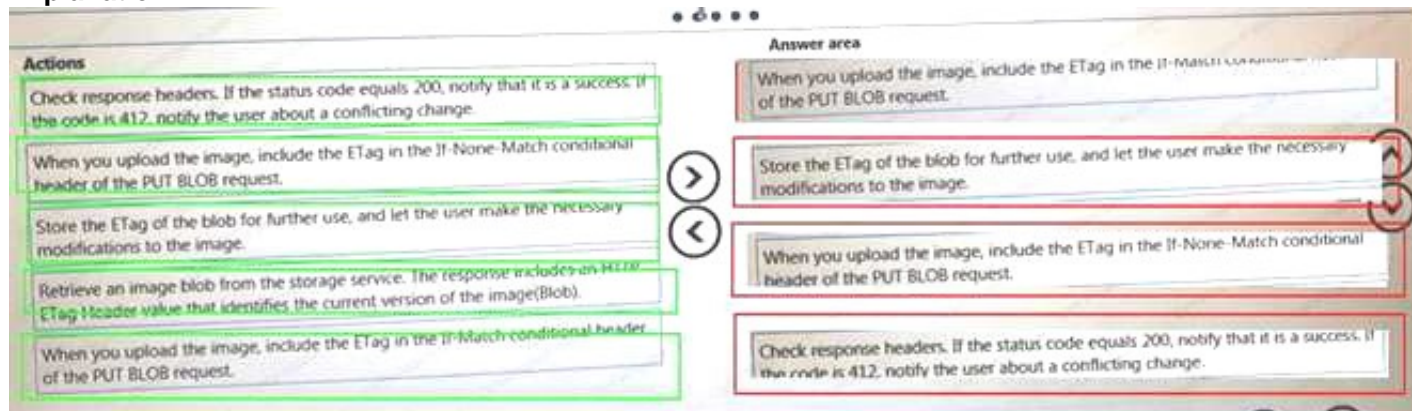 Actions
Check response headers. If the status code equals 200, notify that it is a success. If
the code is 412, notify the user about a conflicting change.
When you upload the image, include the ETag in the If-None-Match conditional
header of the PUT BLOB request.
Store the ETag of the blob for further use, and let the user make the necessary
modifications to the image.
Retrieve an image blob from the storage service. The response includes an HTTP
ETag Header value that identifies the current version of the image(Blob).
When you upload the image, include the ETag in the If-Match conditional header
of the PUT BLOB request.
Answer area
When you upload the image, include the ETag in the If-Match
of the PUT BLOB request.
Store the ETag of the blob for further use, and let the user make the necessary
modifications to the image.
When you upload the image, include the ETag in the If-None-Match conditional
header of the PUT BLOB request.
Check response headers. If the status code equals 200, notify that it is a success. If
the code is 412, notify the user about a conflicting change.